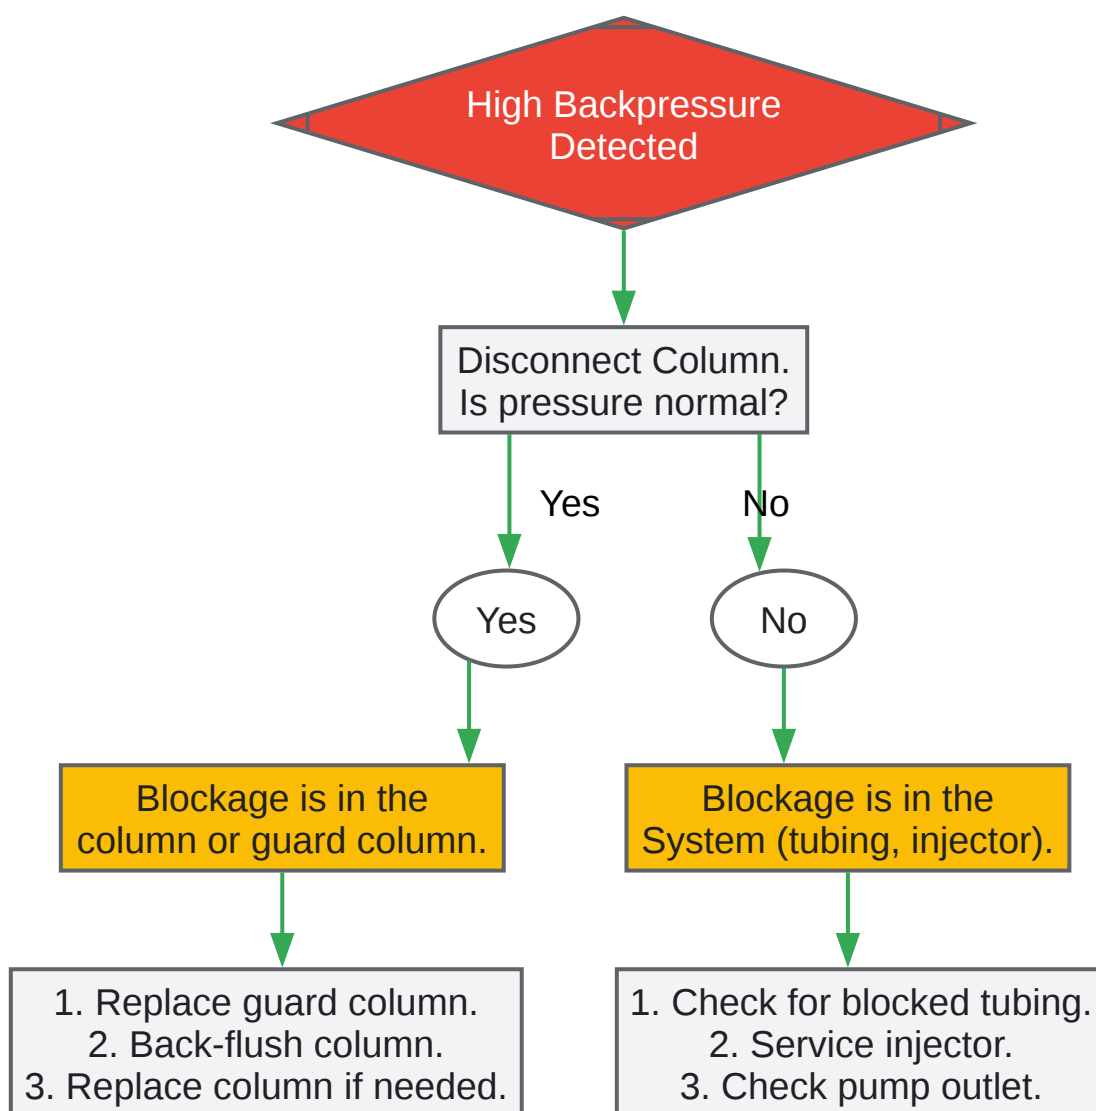 High Backpressure
Detected
Disconnect Column.
Is pressure normal?
Yes
No
Yes
No
Blockage is in the
column or guard column.
Blockage is in the
System (tubing, injector).
1. Replace guard column.
2. Back-flush column.
3. Replace column if needed.
1. Check for blocked tubing.
2. Service injector.
3. Check pump outlet.